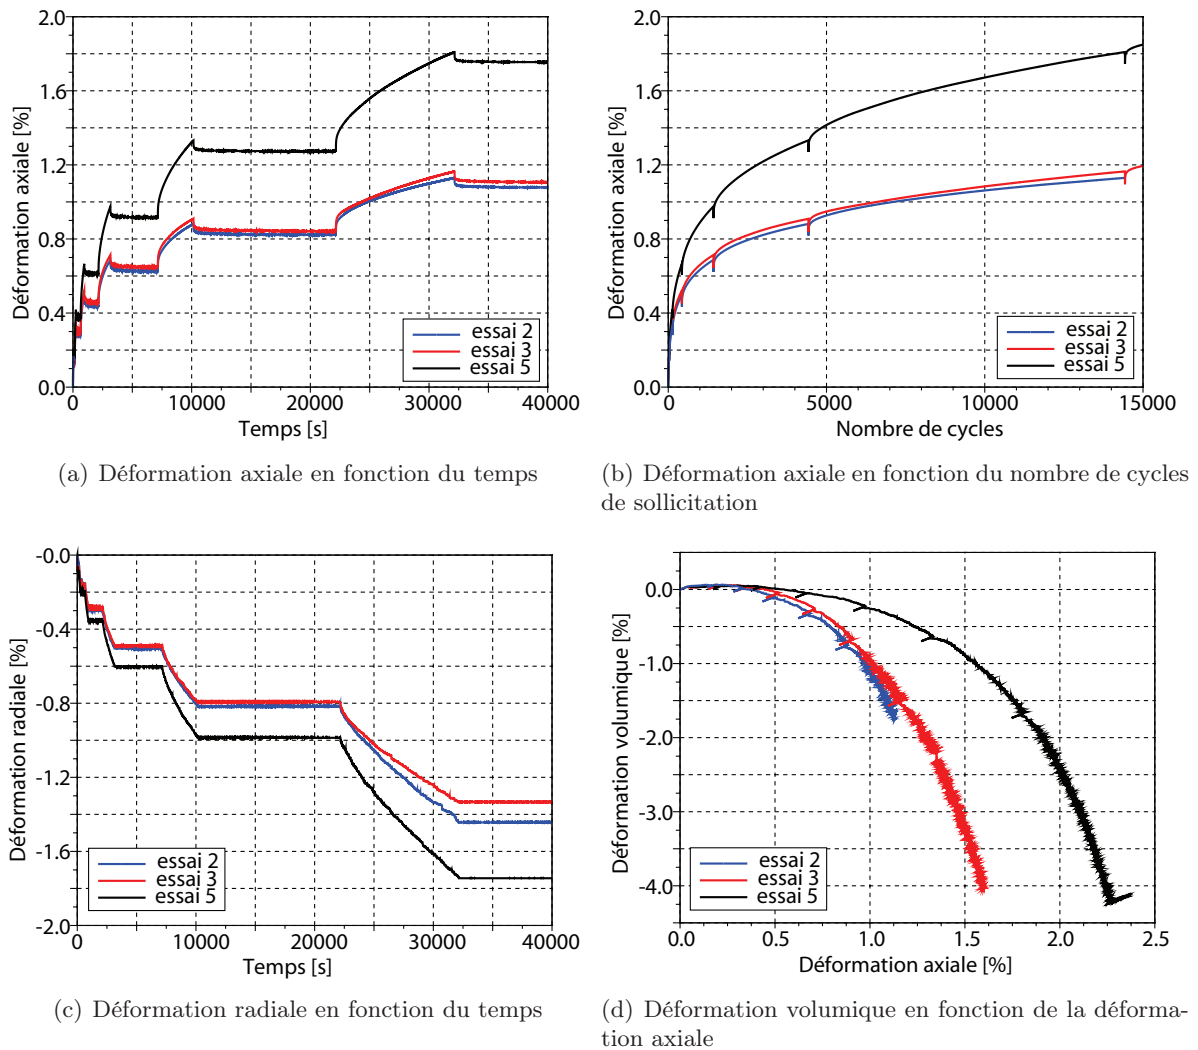 2.0
1.6
1.2
0.8
0.4
0.0
Déformation axiale [%]
0
10000
20000
30000
40000
Temps [s]
essai 2
essai 3
essai 5
(a) Déformation axiale en fonction du temps
2.0
1.6
1.2
0.8
0.4
0.0
Déformation axiale [%]
0
5000
10000
15000
Nombre de cycles
essai 2
essai 3
essai 5
(b) Déformation axiale en fonction du nombre de cycles
de sollicitation
-0.0
-0.4
-0.8
-1.2
-1.6
-2.0
Déformation radiale [%]
0
10000
20000
30000
40000
Temps [s]
essai 2
essai 3
essai 5
(c) Déformation radiale en fonction du temps
0.0
-1.0
-2.0
-3.0
-4.0
Déformation volumique [%]
0.0
0.5
1.0
1.5
2.0
2.5
Déformation axiale [%]
essai 2
essai 3
essai 5
(d) Déformation volumique en fonction de la déforma-
tion axiale